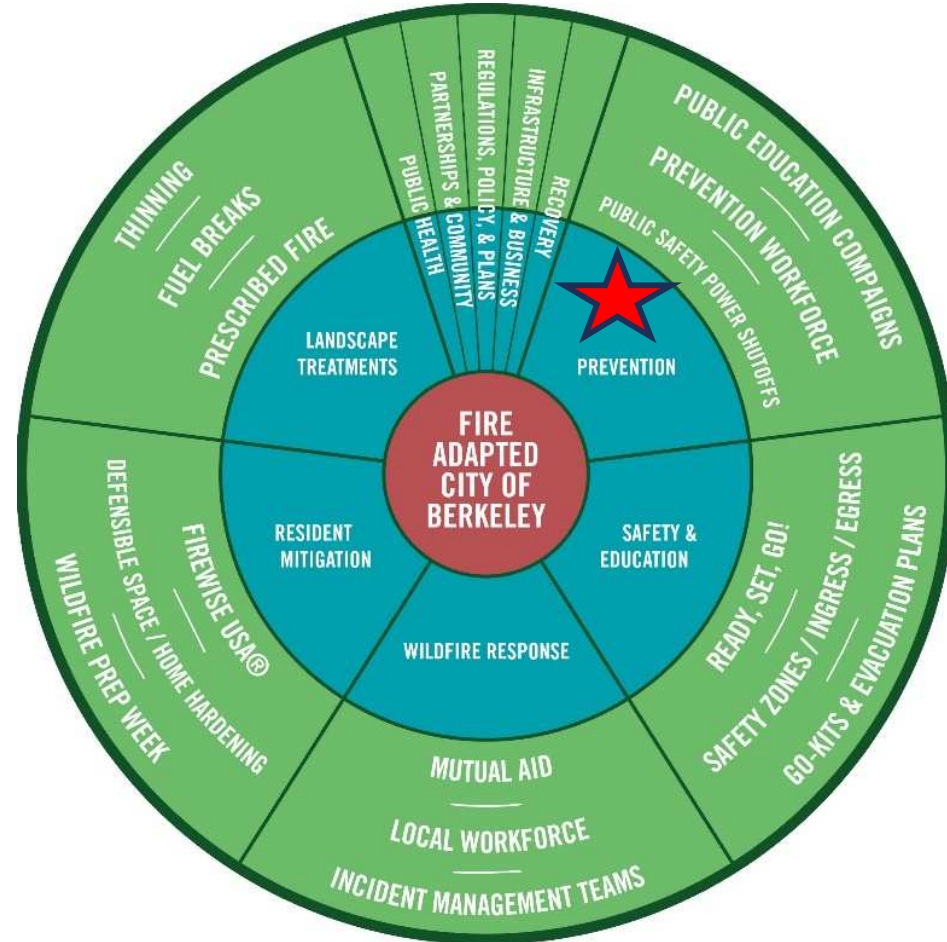 FIRE
ADAPTED
CITY OF
BERKELEY
PUBLIC HEALTH
PARTNERSHIPS & COMMUNITY
REGULATIONS, POLICY, & PLANS
INFRASTRUCTURE & BUSINESS
RECOVERY
PREVENTION
PUBLIC EDUCATION COMPAIGNS
PREVENTION WORKFORCE
PUBLIC SAFETY POWER SHUTOFFS
SAFETY &
EDUCATION
READY, SET, GO!
SAFETY ZONES / INGRESS / EGRESS
GO-KITS & EVACUATION PLANS
WILDFIRE RESPONSE
MUTUAL AID
LOCAL WORKFORCE
INCIDENT MANAGEMENT TEAMS
RESIDENT
MITIGATION
FIREWISE USA®
DEFENSIBLE SPACE / HOME HARDENING
WILDFIRE PREP WEEK
LANDSCAPE
TREATMENTS
THINNING
FUEL BREAKS
PRESCRIBED FIRE